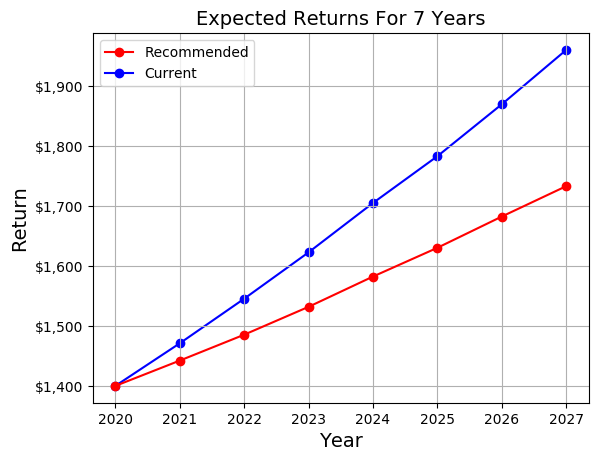 Expected Returns For 7 Years
Recommended
Current
Return
$1,900
$1,800
$1,700
$1,600
$1,500
$1,400
2020 2021 2022 2023 2024 2025 2026 2027
Year